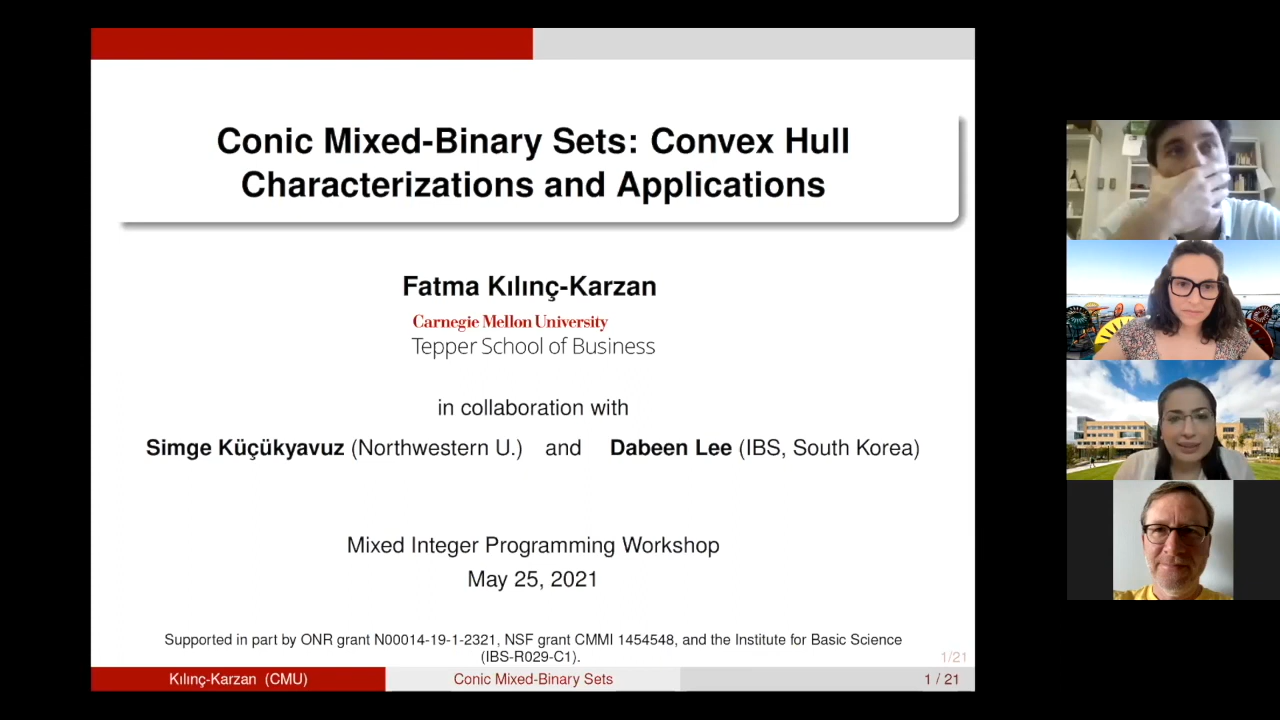 Conic Mixed-Binary Sets: Convex Hull
Characterizations and Applications
Fatma Kılınç-Karzan
Carnegie Mellon University
Tepper School of Business
in collaboration with
Simge Küçükyavuz (Northwestern U.) and Dabeen Lee (IBS, South Korea)
Mixed Integer Programming Workshop
May 25, 2021
Supported in part by ONR grant N00014-19-1-2321, NSF grant CMMI 1454548, and the Institute for Basic Science
(IBS-R029-C1).
1/21
Kılınç-Karzan (CMU) Conic Mixed-Binary Sets 1 / 21